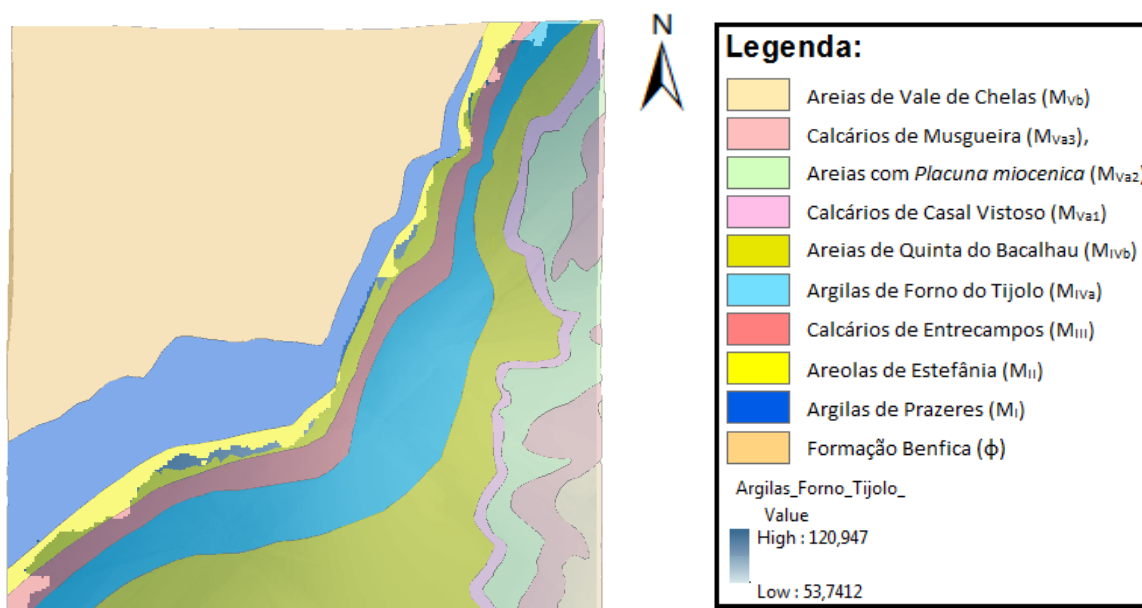 N
Legenda:
Areias de Vale de Chelas (MVb)
Calcários de Musgueira (MVa3),
Areias com Placuna miocenica (MVa2)
Calcários de Casal Vistoso (MVa1)
Areias de Quinta do Bacalhau (MIVb)
Argilas de Forno do Tijolo (MIVa)
Calcários de Entrecampos (MIII)
Areolas de Estefânia (MII)
Argilas de Prazeres (MI)
Formação Benfica (ϕ)
Argilas_Forno_Tijolo_
Value
High : 120,947
Low : 53,7412